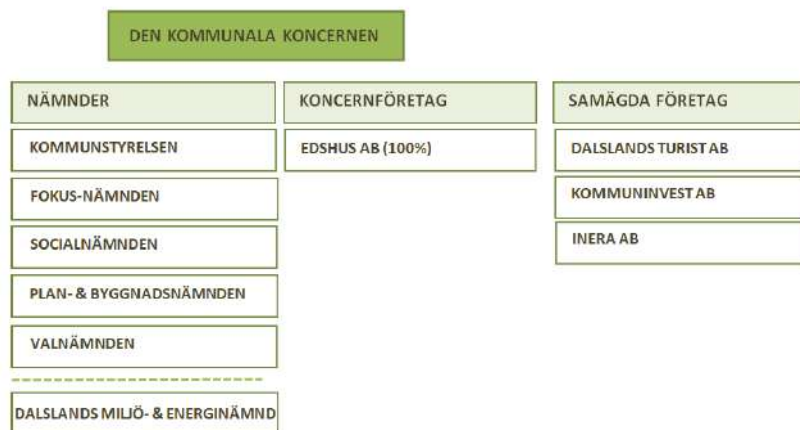 DEN KOMMUNALA KONCERNEN
NÄMNDER
KOMMUNSTYRELSEN
FOKUS-NÄMNDEN
SOCIALNÄMNDEN
PLAN- & BYGGNADSNÄMNDEN
VALNÄMNDEN
DALSLANDS MILJÖ- & ENERGINÄMND
KONCERNFÖRETAG
EDSHUS AB (100%)
SAMÄGDA FÖRETAG
DALSLANDS TURIST AB
KOMMUNINVEST AB
INERA AB